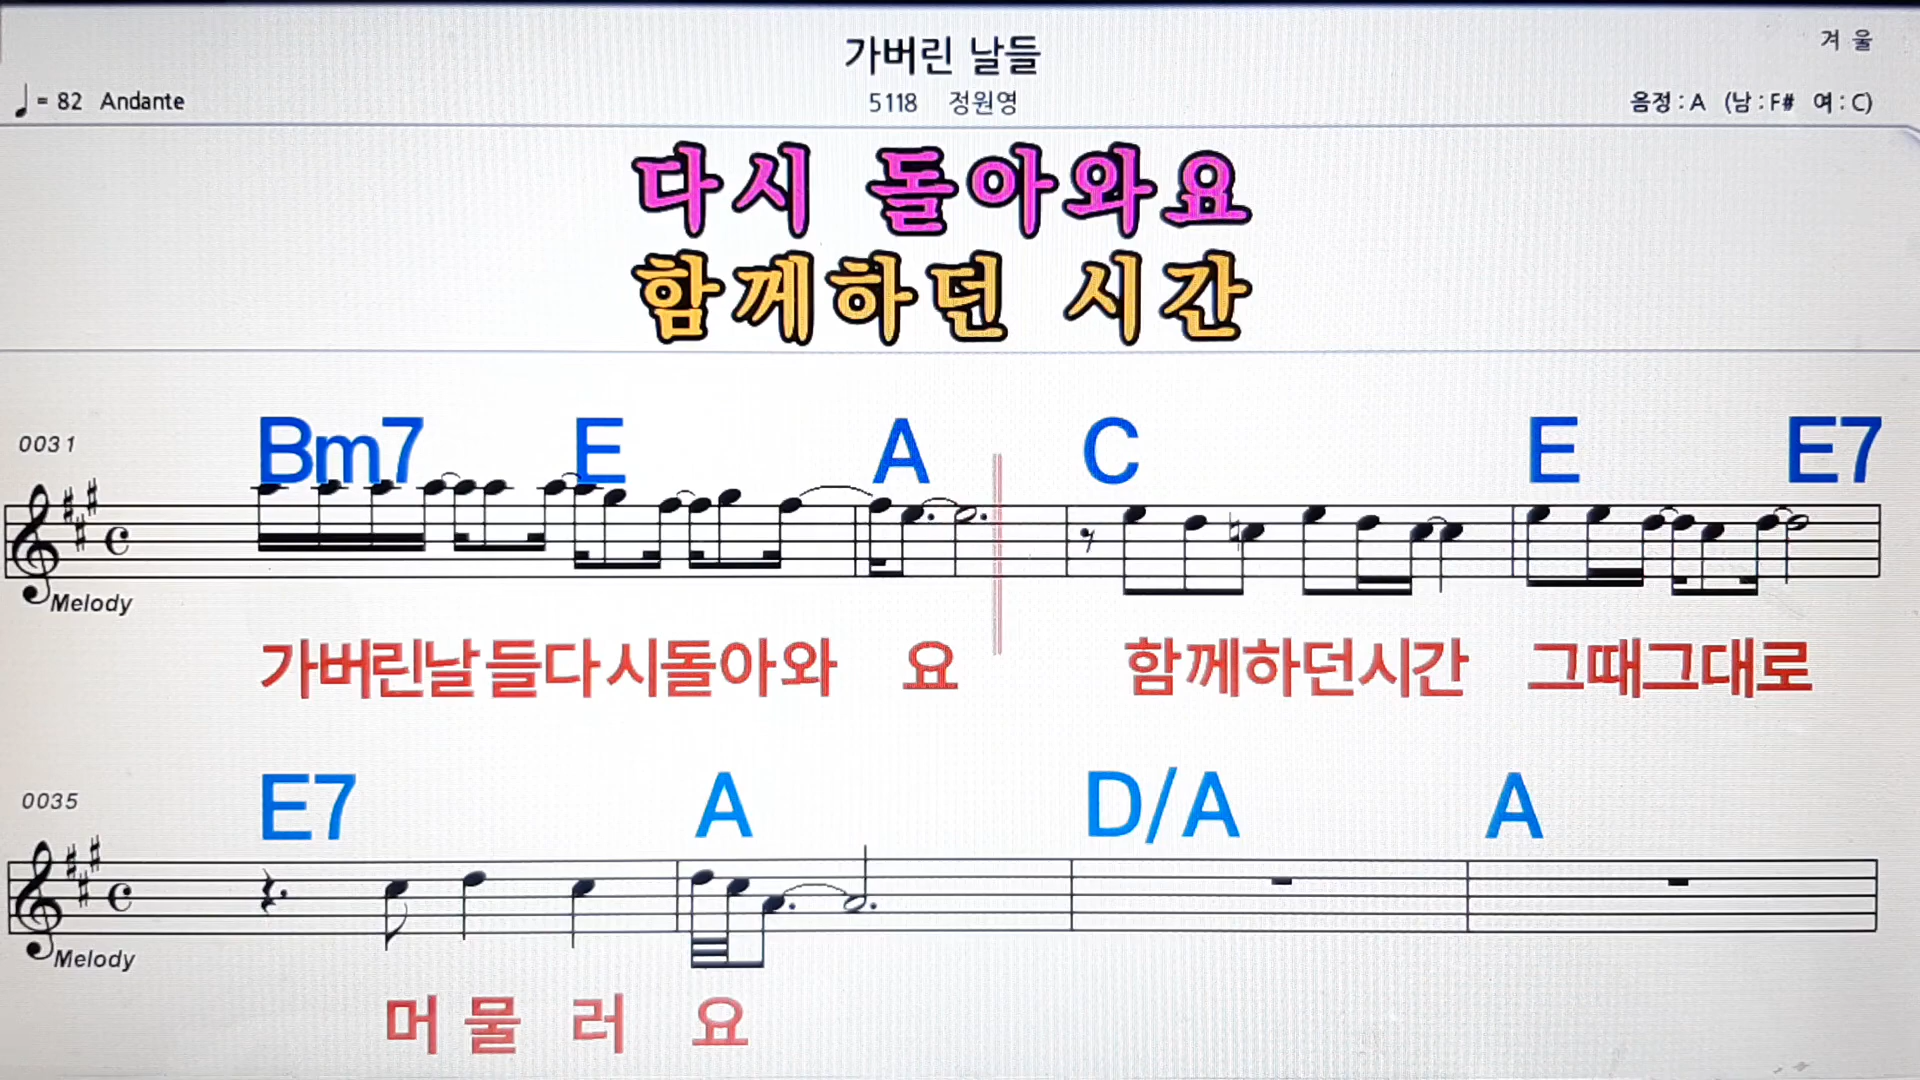 가버린 날들
겨 울
♩ = 82 Andante
5118 정원영
음정 : A (남 : F# 여 : C)
다시 돌아와요
함께하던 시간
0031
Bm7 E A C E E7
Melody
가버린날들다시돌아와 요 함께하던시간 그때그대로
0035
E7 A D/A A
Melody
머 물 러 요